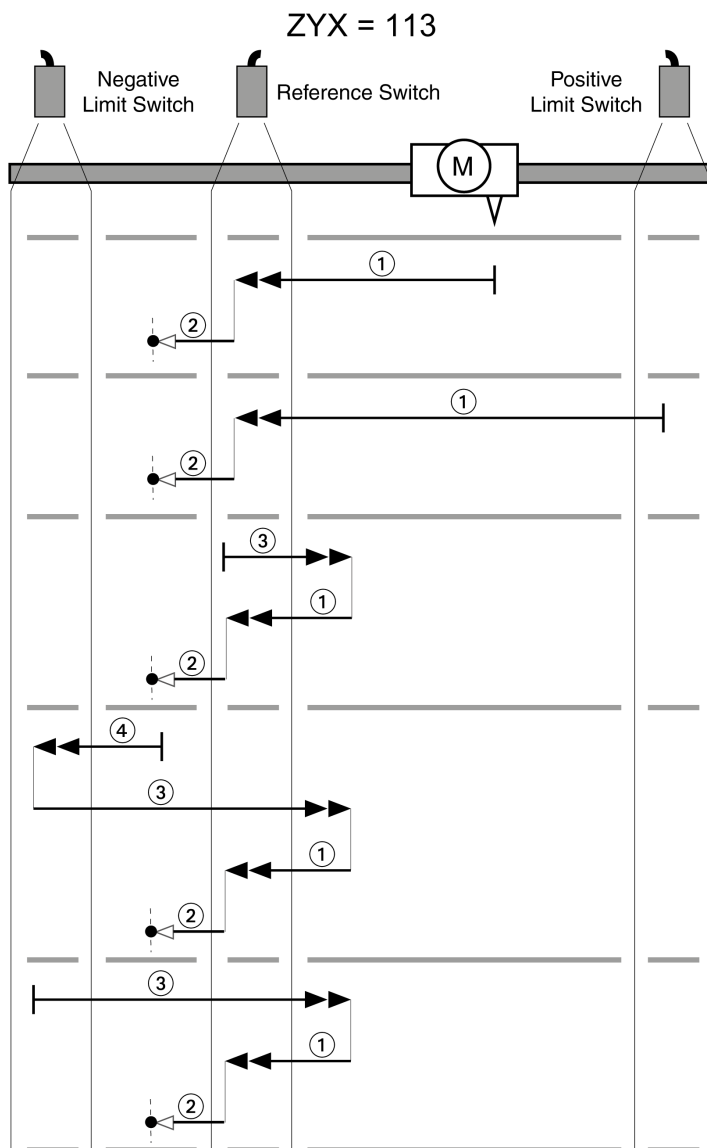 ZYX = 113
Negative
Limit Switch
Reference Switch
Positive
Limit Switch
M
1
2
1
2
3
1
2
4
3
1
2
3
1
2